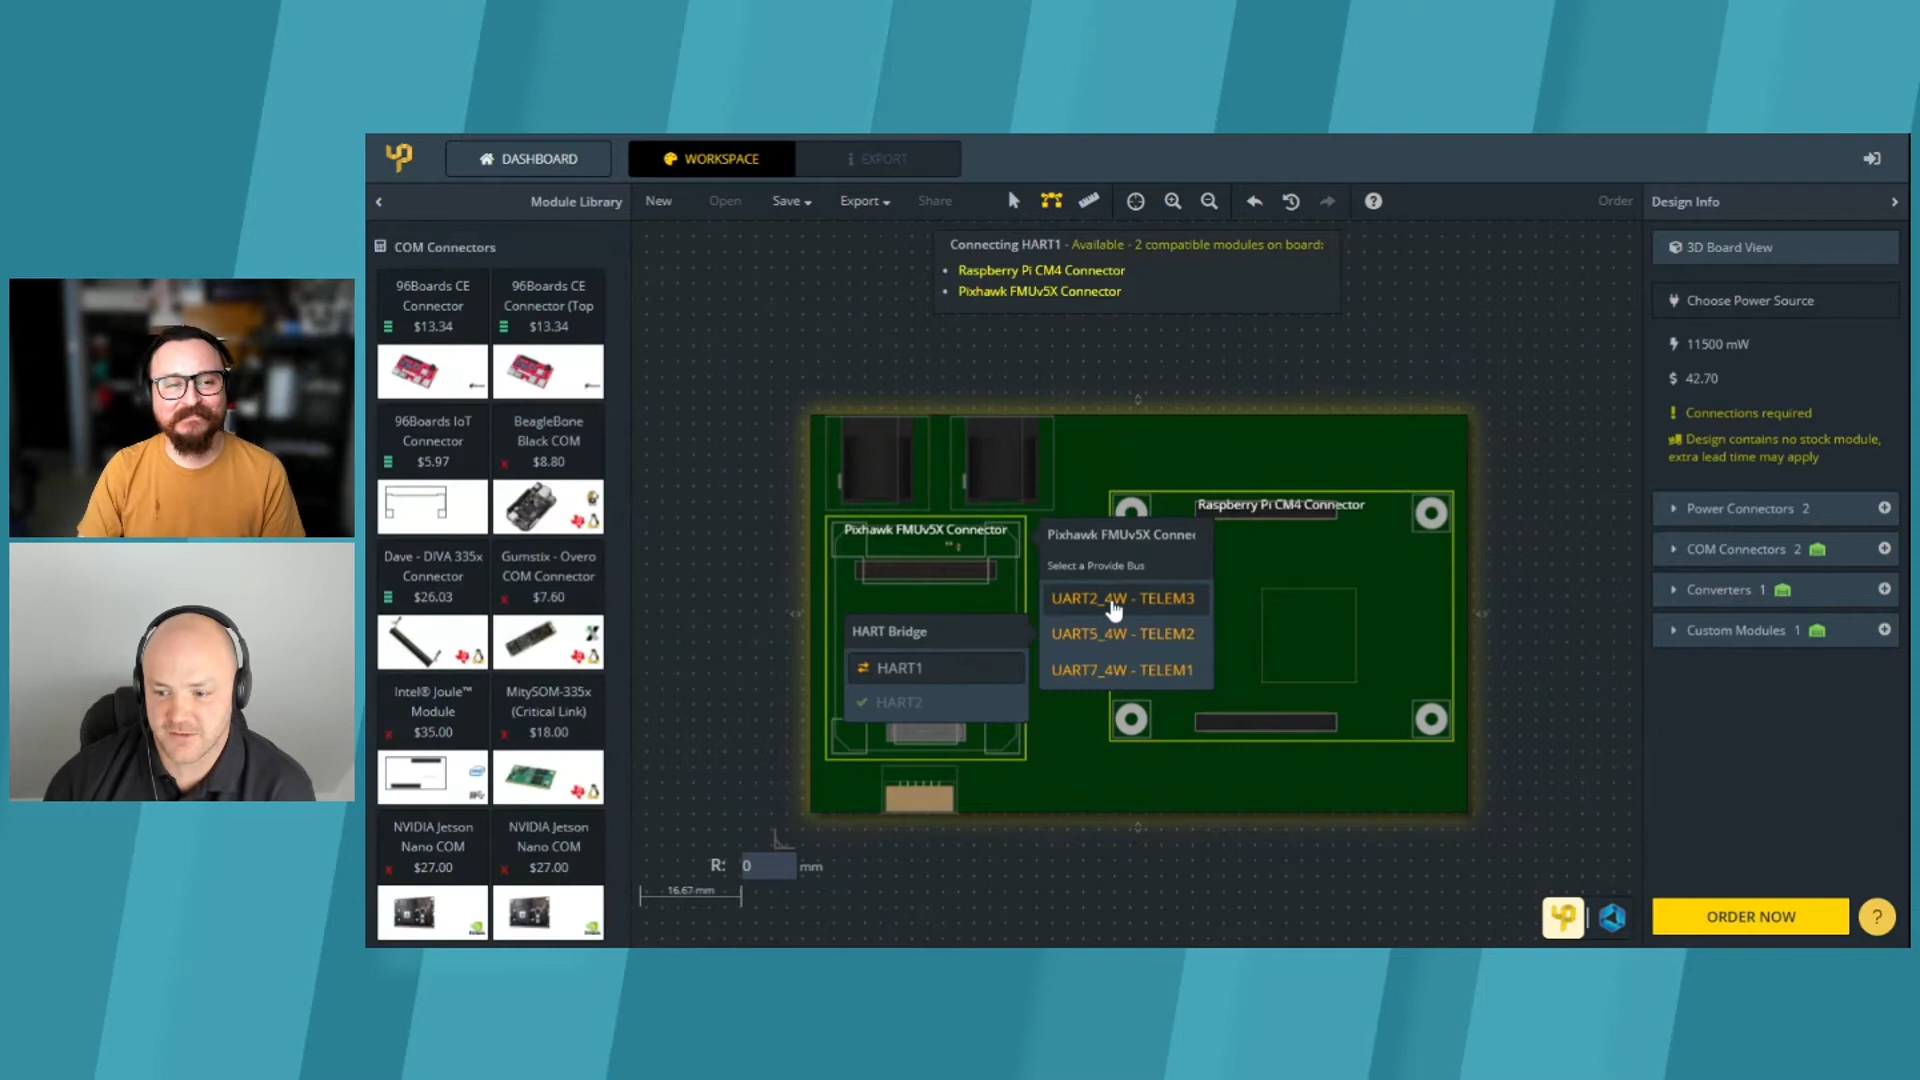 DASHBOARD
WORKSPACE
EXPORT
Module Library
New
Open
Save
Export
Share
Order
Design Info
COM Connectors
96Boards CE
Connector
$13.34
96Boards CE
Connector (Top
$13.34
96Boards IoT
Connector
$5.97
BeagleBone
Black COM
$8.80
Dave - DIVA 335x
Connector
$26.03
Gumstix - Overo
COM Connector
$7.60
Intel® Joule™
Module
$35.00
MitySOM-335x
(Critical Link)
$18.00
NVIDIA Jetson
Nano COM
$27.00
NVIDIA Jetson
Nano COM
$27.00
Connecting HART1 - Available - 2 compatible modules on board:
Raspberry Pi CM4 Connector
Pixhawk FMUv5X Connector
Raspberry Pi CM4 Connector
Pixhawk FMUv5X Connector
Pixhawk FMUv5X Connec
Select a Provide Bus
UART2_4W - TELEM3
UART5_4W - TELEM2
UART7_4W - TELEM1
HART Bridge
HART1
HART2
R: 0 mm
16.67 mm
3D Board View
Choose Power Source
11500 mW
$ 42.70
! Connections required
Design contains no stock module,
extra lead time may apply
Power Connectors 2
COM Connectors 2
Converters 1
Custom Modules 1
ORDER NOW
?